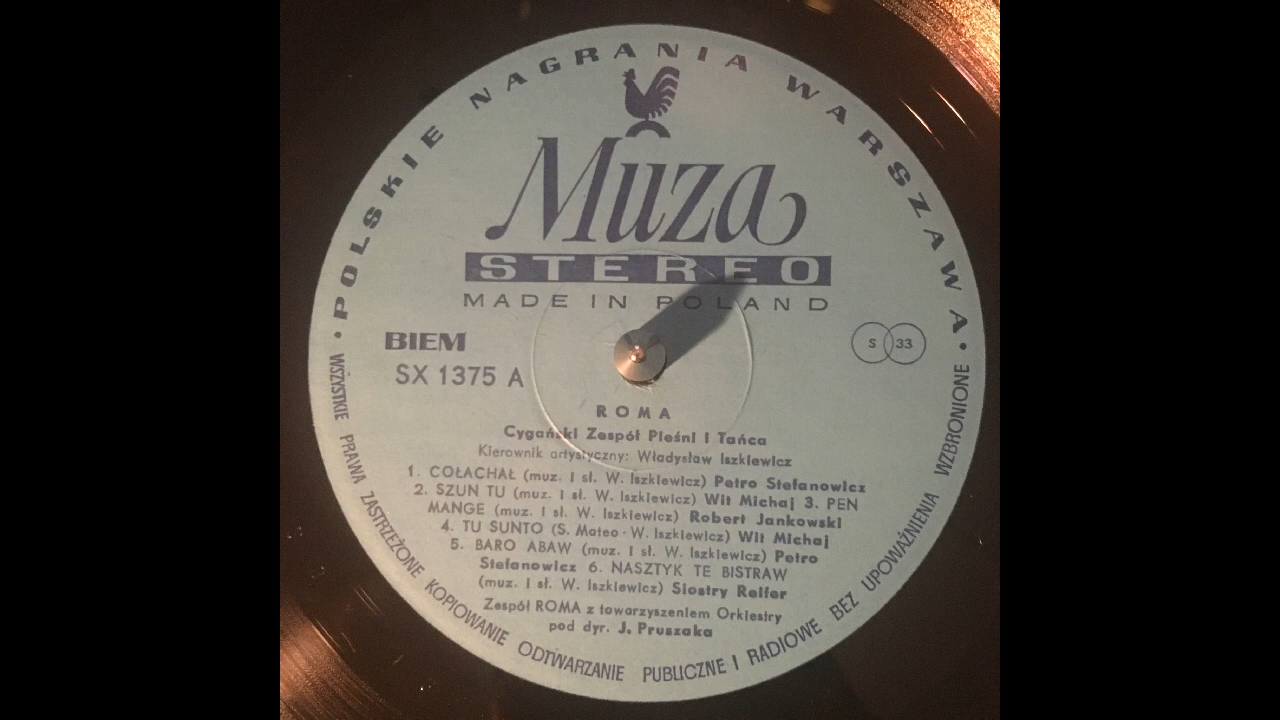 • POLSKIE NAGRANIA WARSZAWA •
Muza
STEREO
MADE IN POLAND
BIEM
SX 1375 A
S 33
ROMA
Cygański Zespół Pieśni i Tańca
Kierownik artystyczny: Władysław Iszkiewicz
1. COŁACHAŁ (muz. i sł. W. Iszkiewicz) Petro Stefanowicz
2. SZUN TU (muz. i sł. W. Iszkiewicz) Wit Michaj 3. PEN
MANGE (muz. i sł. W. Iszkiewicz) Robert Jankowski
4. TU SUNTO (S. Mateo - W. Iszkiewicz) Wit Michaj
5. BARO ABAW (muz. i sł. W. Iszkiewicz) Petro
Stefanowicz 6. NASZTYK TE BISTRAW
(muz. i sł. W. Iszkiewicz) Siostry Reifer
Zespół ROMA z towarzyszeniem Orkiestry
pod dyr. J. Pruszaka
WSZYSTKIE PRAWA ZASTRZEŻONE KOPIOWANIE ODTWARZANIE PUBLICZNE I RADIOWE BEZ UPOWAŻNIENIA WZBRONIONE